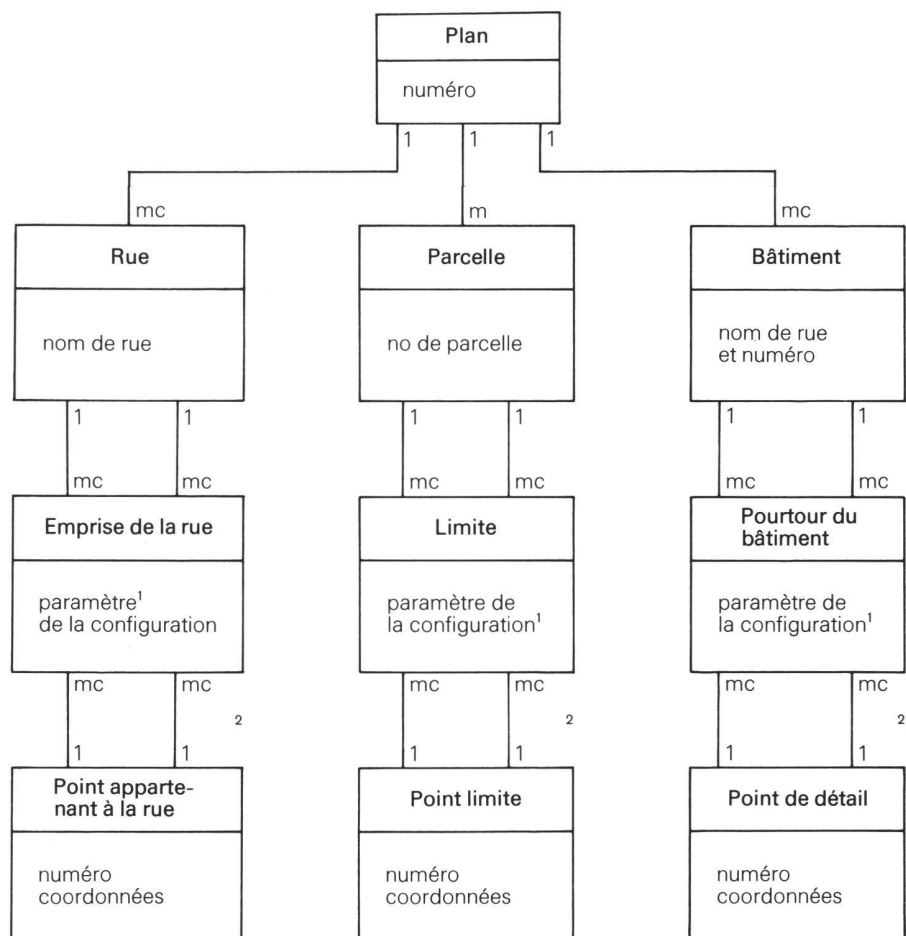 Plan
numéro
1 1 1
mc m mc
Rue Parcelle Bâtiment
nom de rue no de parcelle nom de rue
et numéro
1 1 1 1 1 1
mc mc mc mc mc mc
Emprise de la rue Limite Pourtour du
bâtiment
paramètre¹ paramètre de paramètre de
de la configuration la configuration¹ la configuration¹
mc mc mc mc mc mc
2 2 2
1 1 1 1 1 1
Point apparte- Point limite Point de détail
nant à la rue
numéro numéro numéro
coordonnées coordonnées coordonnées